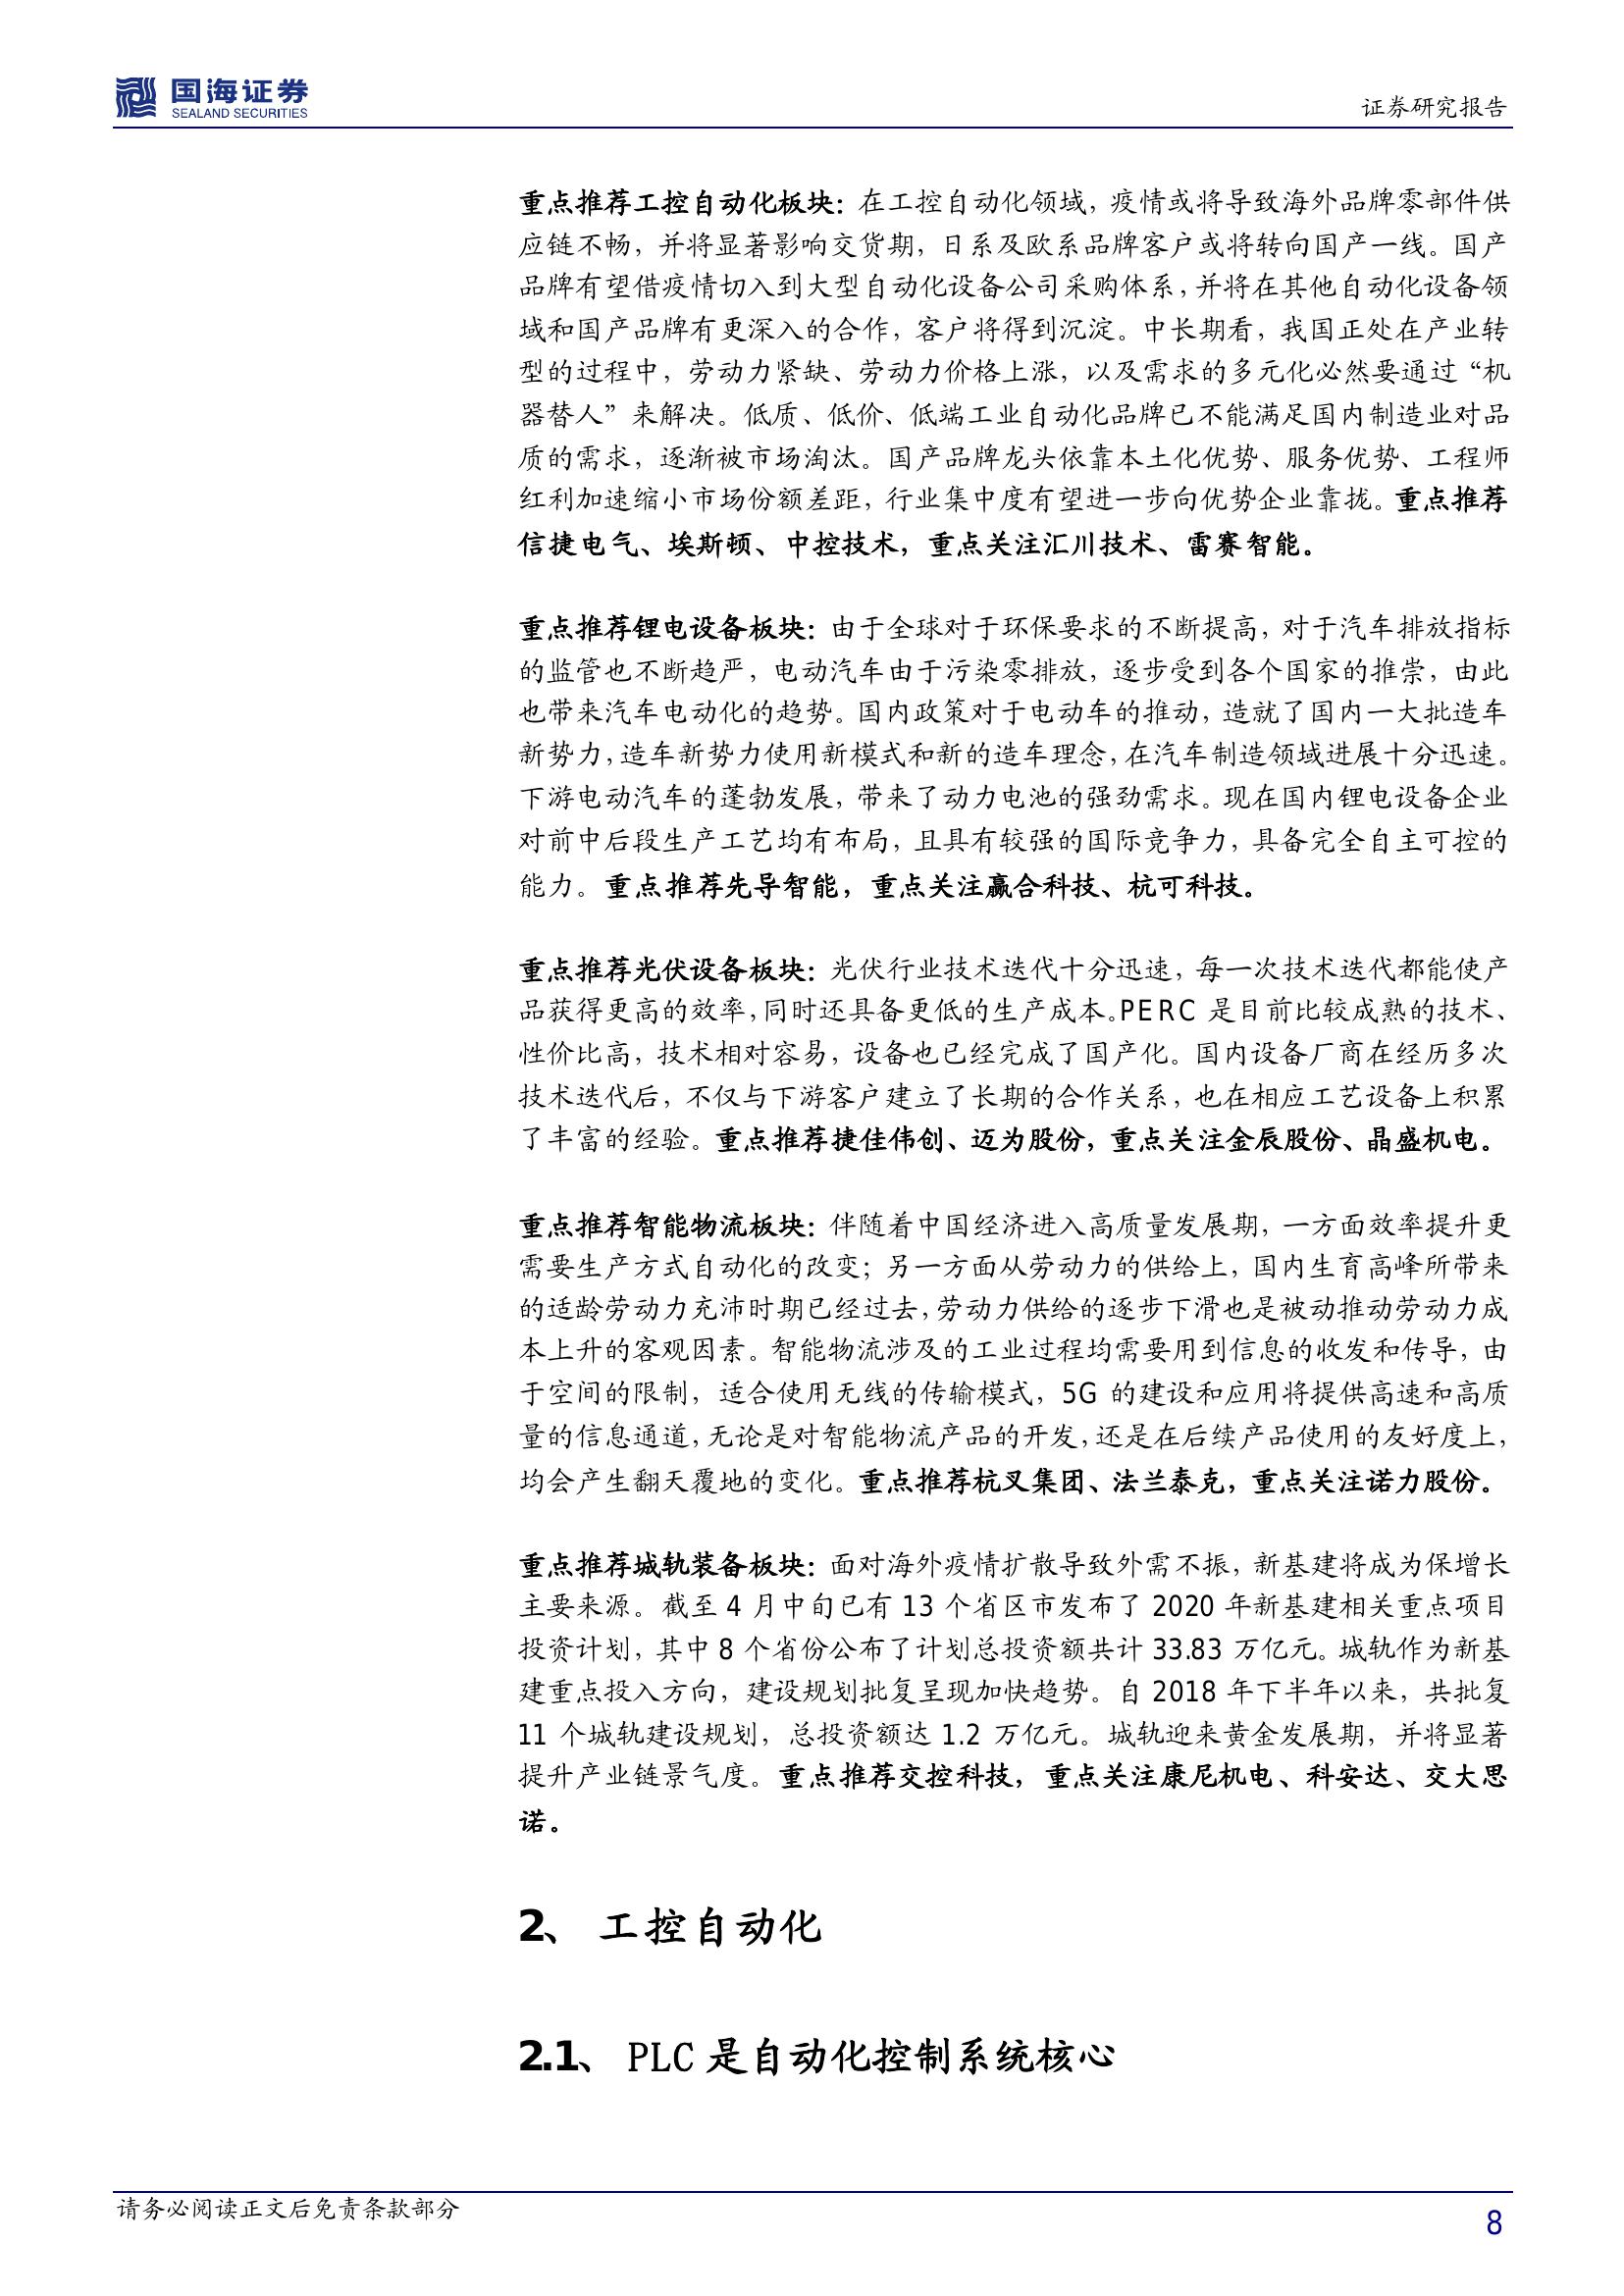 国海证券
SEALAND SECURITIES
证券研究报告
重点推荐工控自动化板块：在工控自动化领域，疫情或将导致海外品牌零部件供
应链不畅，并将显著影响交货期，日系及欧系品牌客户或将转向国产一线。国产
品牌有望借疫情切入到大型自动化设备公司采购体系，并将在其他自动化设备领
域和国产品牌有更深入的合作，客户将得到沉淀。中长期看，我国正处在产业转
型的过程中，劳动力紧缺、劳动力价格上涨，以及需求的多元化必然要通过“机
器替人”来解决。低质、低价、低端工业自动化品牌已不能满足国内制造业对品
质的需求，逐渐被市场淘汰。国产品牌龙头依靠本土化优势、服务优势、工程师
红利加速缩小市场份额差距，行业集中度有望进一步向优势企业靠拢。重点推荐
信捷电气、埃斯顿、中控技术，重点关注汇川技术、雷赛智能。
重点推荐锂电设备板块：由于全球对于环保要求的不断提高，对于汽车排放指标
的监管也不断趋严，电动汽车由于污染零排放，逐步受到各个国家的推崇，由此
也带来汽车电动化的趋势。国内政策对于电动车的推动，造就了国内一大批造车
新势力，造车新势力使用新模式和新的造车理念，在汽车制造领域进展十分迅速。
下游电动汽车的蓬勃发展，带来了动力电池的强劲需求。现在国内锂电设备企业
对前中后段生产工艺均有布局，且具有较强的国际竞争力，具备完全自主可控的
能力。重点推荐先导智能，重点关注赢合科技、杭可科技。
重点推荐光伏设备板块：光伏行业技术迭代十分迅速，每一次技术迭代都能使产
品获得更高的效率，同时还具备更低的生产成本。PERC 是目前比较成熟的技术、
性价比高，技术相对容易，设备也已经完成了国产化。国内设备厂商在经历多次
技术迭代后，不仅与下游客户建立了长期的合作关系，也在相应工艺设备上积累
了丰富的经验。重点推荐捷佳伟创、迈为股份，重点关注金辰股份、晶盛机电。
重点推荐智能物流板块：伴随着中国经济进入高质量发展期，一方面效率提升更
需要生产方式自动化的改变；另一方面从劳动力的供给上，国内生育高峰所带来
的适龄劳动力充沛时期已经过去，劳动力供给的逐步下滑也是被动推动劳动力成
本上升的客观因素。智能物流涉及的工业过程均需要用到信息的收发和传导，由
于空间的限制，适合使用无线的传输模式，5G 的建设和应用将提供高速和高质
量的信息通道，无论是对智能物流产品的开发，还是在后续产品使用的友好度上，
均会产生翻天覆地的变化。重点推荐杭叉集团、法兰泰克，重点关注诺力股份。
重点推荐城轨装备板块：面对海外疫情扩散导致外需不振，新基建将成为保增长
主要来源。截至 4 月中旬已有 13 个省区市发布了 2020 年新基建相关重点项目
投资计划，其中 8 个省份公布了计划总投资额共计 33.83 万亿元。城轨作为新基
建重点投入方向，建设规划批复呈现加快趋势。自 2018 年下半年以来，共批复
11 个城轨建设规划，总投资额达 1.2 万亿元。城轨迎来黄金发展期，并将显著
提升产业链景气度。重点推荐交控科技，重点关注康尼机电、科安达、交大思
诺。
2、 工控自动化
2.1、 PLC 是自动化控制系统核心
请务必阅读正文后免责条款部分
8